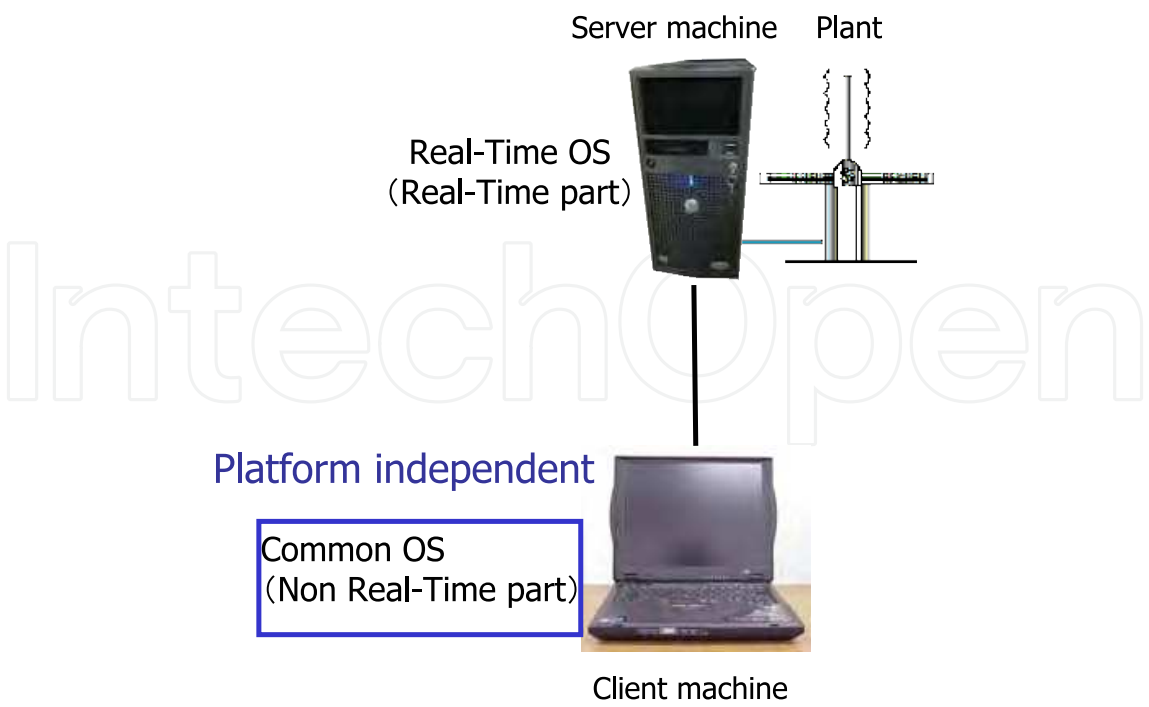 Server machine
Plant
Real-Time OS
（Real-Time part）
IntechOpen
Platform independent
Common OS
（Non Real-Time part）
Client machine